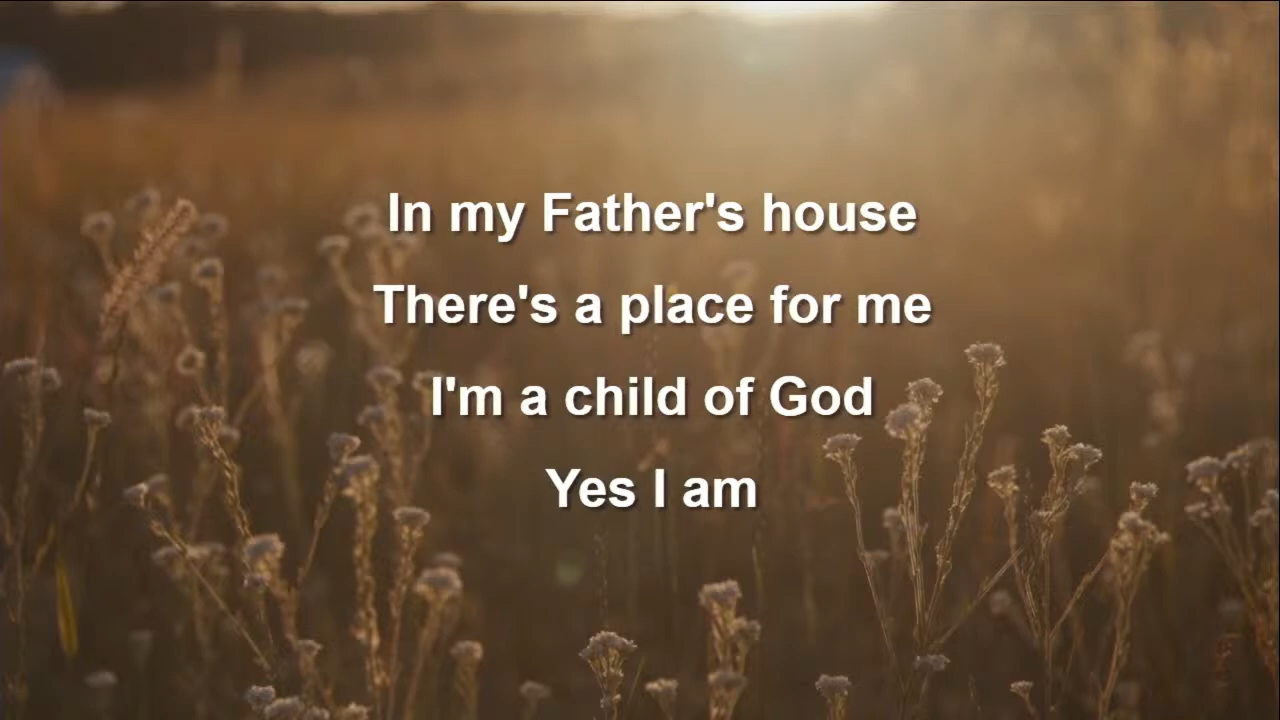 In my Father's house
There's a place for me
I'm a child of God
Yes I am